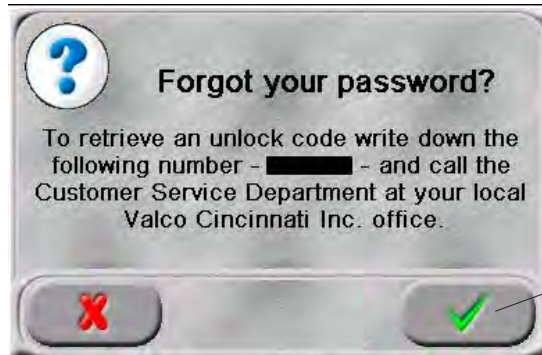 Forgot your password?
To retrieve an unlock code write down the
following number - - and call the
Customer Service Department at your local
Valco Cincinnati Inc. office.